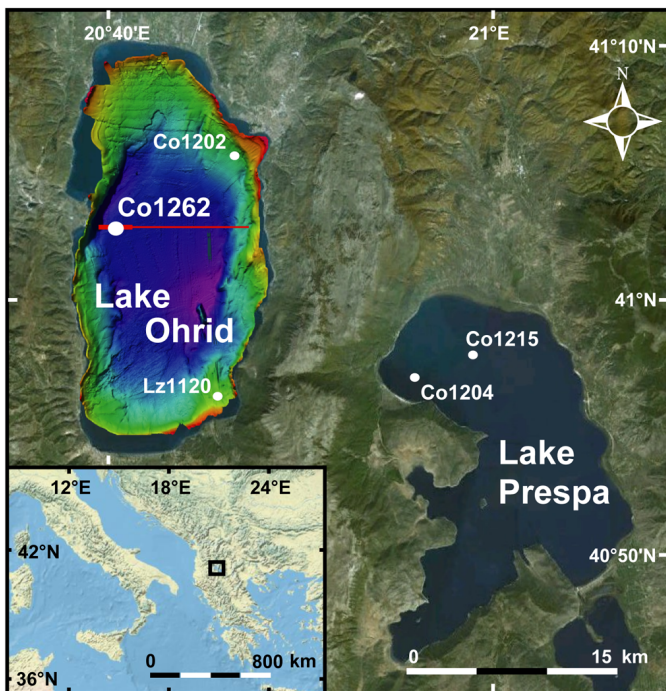 20°40'E
21°E
41°10'N
N
Co1202
Co1262
Lake
Ohrid
41°N
Co1215
Co1204
Lz1120
Lake
Prespa
12°E
18°E
24°E
42°N
40°50'N
0
800 km
0
15 km
36°N